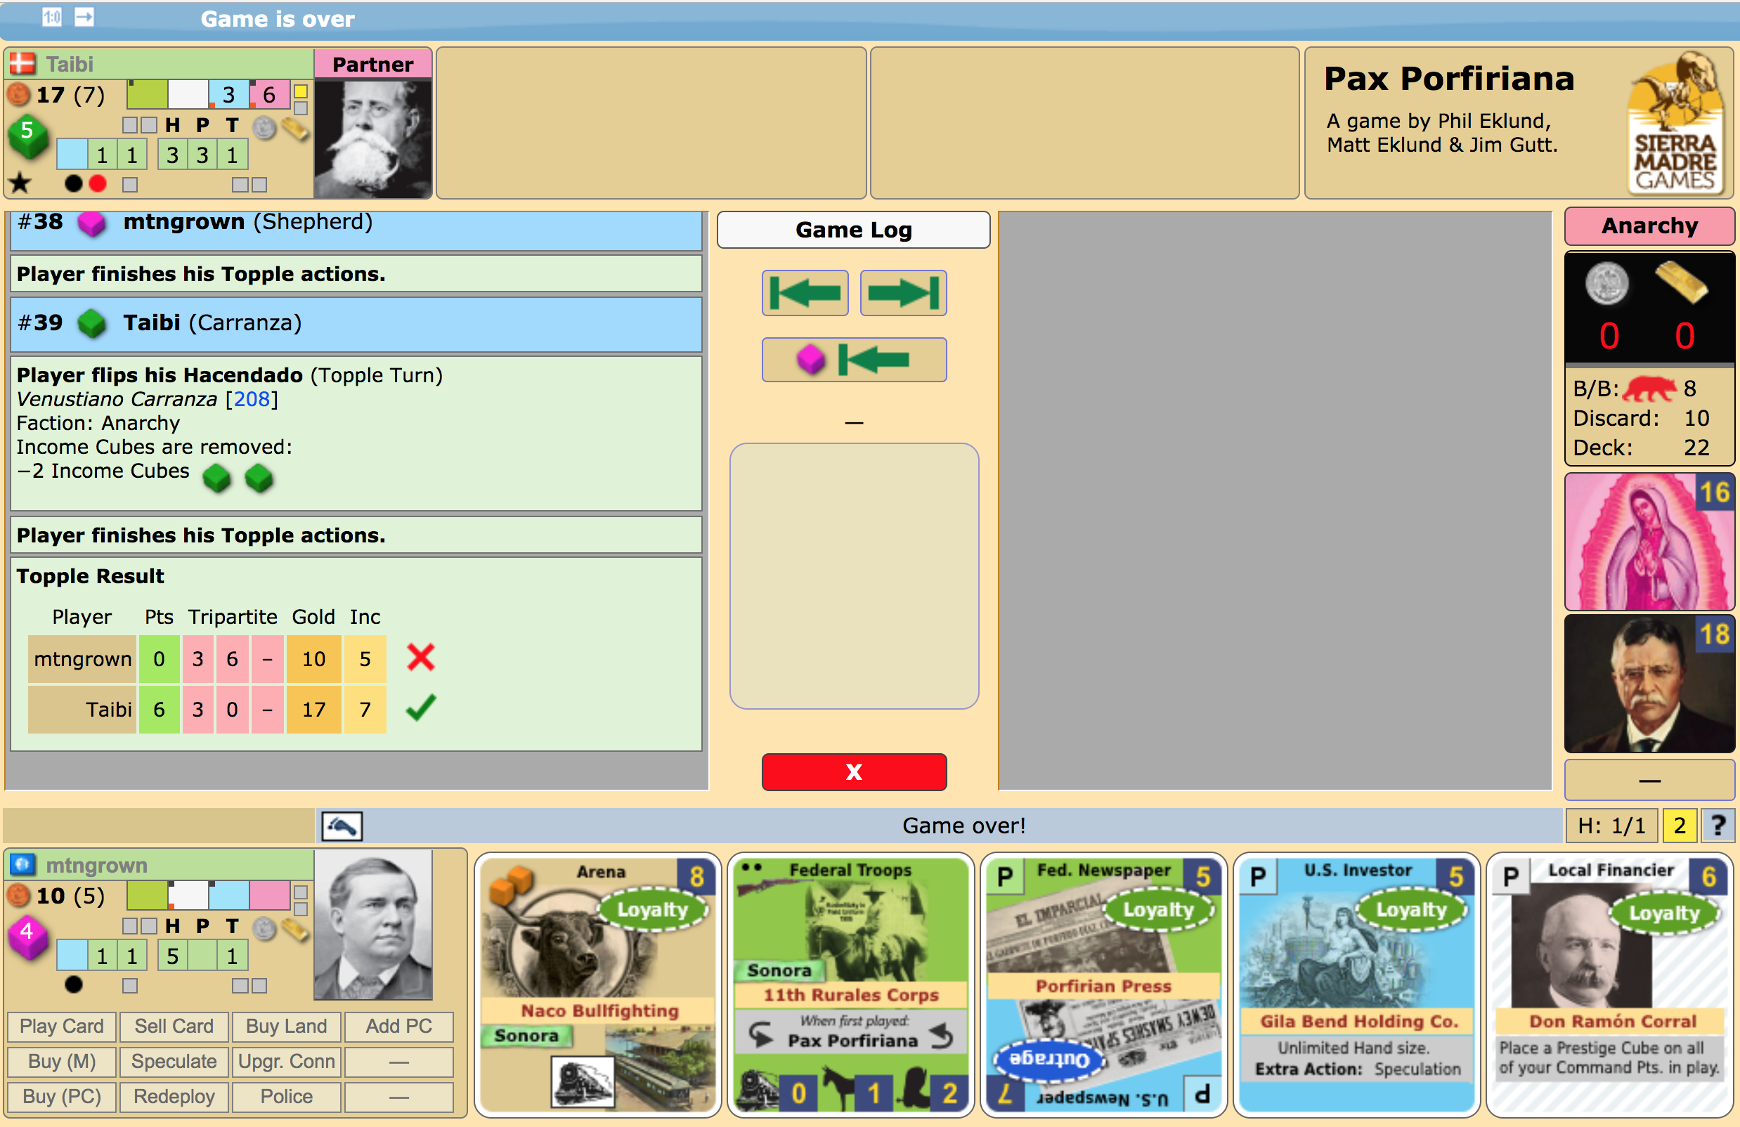 1:0
Game is over
Taibi
Partner
17 (7)
3 6
5
H P T
1 1 3 3 1
Pax Porfiriana
A game by Phil Eklund,
Matt Eklund & Jim Gutt.
SIERRA
MADRE
GAMES
#38 mtngrown (Shepherd)
Player finishes his Topple actions.
#39 Taibi (Carranza)
Player flips his Hacendado (Topple Turn)
Venustiano Carranza [208]
Faction: Anarchy
Income Cubes are removed:
−2 Income Cubes
Player finishes his Topple actions.
Topple Result
Player Pts Tripartite Gold Inc
mtngrown 0 3 6 – 10 5
Taibi 6 3 0 – 17 7
Game Log
—
X
Anarchy
0 0
B/B: 8
Discard: 10
Deck: 22
16
18
—
Game over!
H: 1/1 2 ?
mtngrown
10 (5)
4
H P T
1 1 5 1
Play Card Sell Card Buy Land Add PC
Buy (M) Speculate Upgr. Conn —
Buy (PC) Redeploy Police —
Arena 8
Loyalty
Naco Bullfighting
Sonora
Federal Troops
Sonora
11th Rurales Corps
When first played:
Pax Porfiriana
0 1 2
P Fed. Newspaper 5
Loyalty
EL IMPARCIAL
Porfirian Press
DEWEY SMASHES
Outrage
7 U.S. Newspaper P
P U.S. Investor 5
Loyalty
Gila Bend Holding Co.
Unlimited Hand size.
Extra Action: Speculation
P Local Financier 6
Loyalty
Don Ramón Corral
Place a Prestige Cube on all
of your Command Pts. in play.